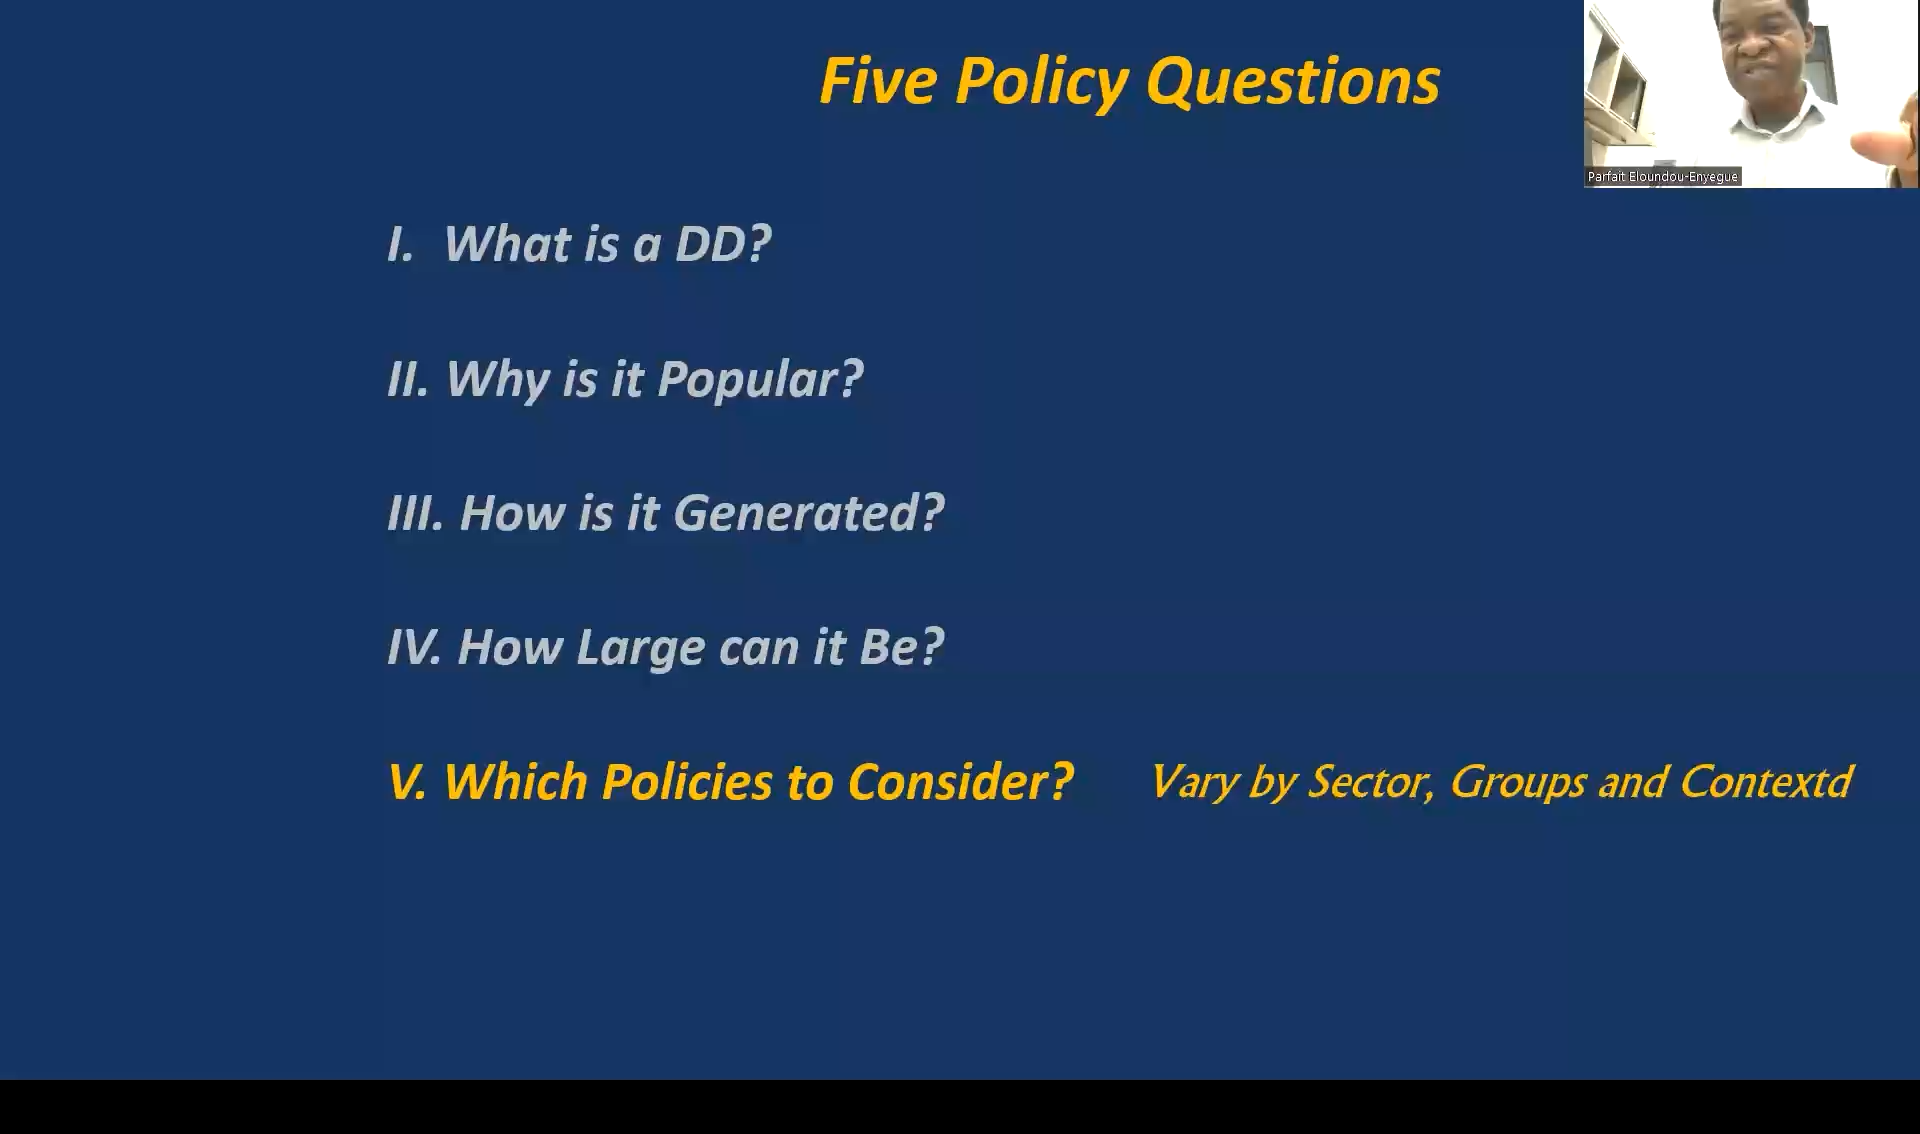 Five Policy Questions
Parfait Eloundou-Enyegue
I. What is a DD?
II. Why is it Popular?
III. How is it Generated?
IV. How Large can it Be?
V. Which Policies to Consider? Vary by Sector, Groups and Contextd